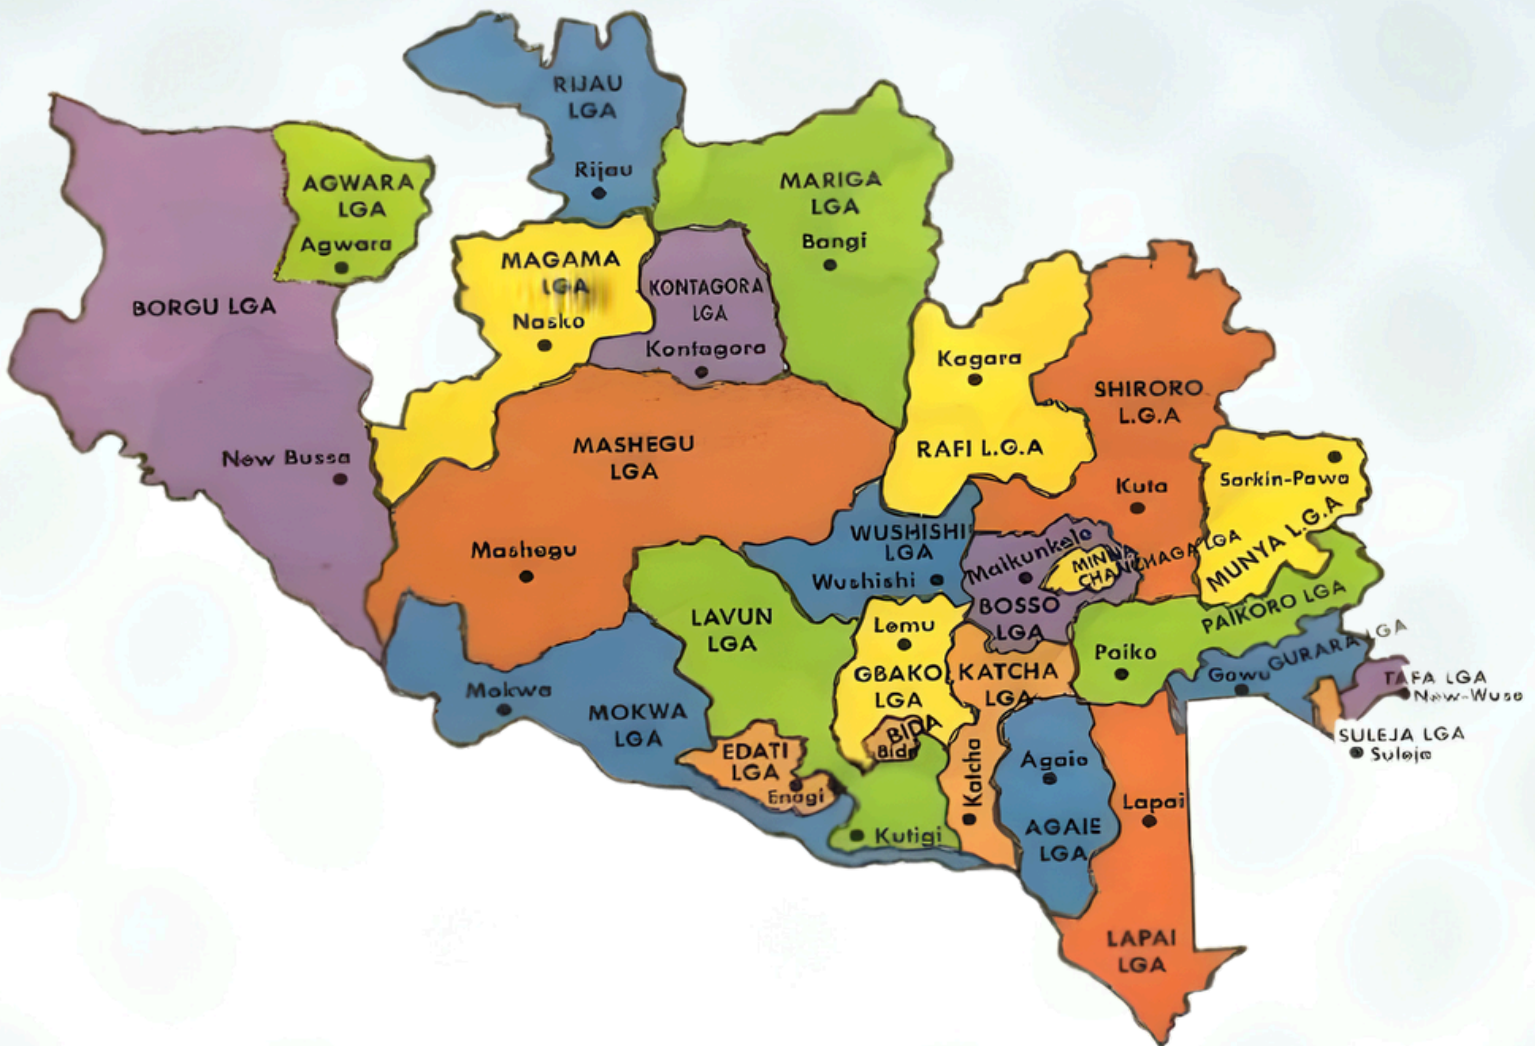 RIJAU
LGA
Rijau
AGWARA
LGA
Agwara
MARIGA
LGA
Bangi
MAGAMA
LGA
Nasko
KONTAGORA
LGA
Kontagora
BORGU LGA
New Bussa
Kagara
RAFI L.G.A
SHIRORO
L.G.A
Kuta
MASHEGU
LGA
Mashegu
Sarkin-Pawa
MUNYA L.G.A
WUSHISHI
LGA
Wushishi
Maikunkele
BOSSO
LGA
MINNA
CHANCHAGA LGA
PAIKORO LGA
Paiko
LAVUN
LGA
Lemu
GBAKO
LGA
KATCHA
LGA
Katcha
GURARA LGA
Gawu
TAFA LGA
New-Wuse
SULEJA LGA
Suleja
Mokwa
MOKWA
LGA
EDATI
LGA
Enagi
BIDA
Bida
Kutigi
Agaie
AGAIE
LGA
Lapai
LAPAI
LGA